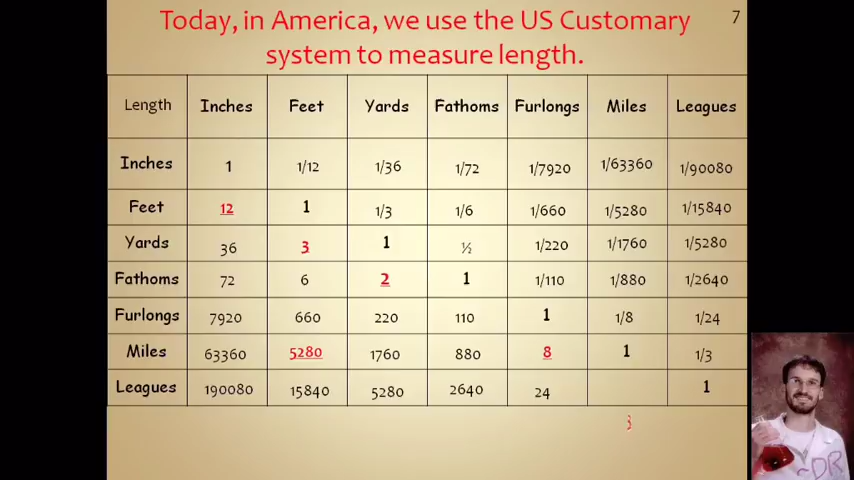 Today, in America, we use the US Customary
system to measure length.
7
Length Inches Feet Yards Fathoms Furlongs Miles Leagues
Inches 1 1/12 1/36 1/72 1/7920 1/63360 1/90080
Feet 12 1 1/3 1/6 1/660 1/5280 1/15840
Yards 36 3 1 ½ 1/220 1/1760 1/5280
Fathoms 72 6 2 1 1/110 1/880 1/2640
Furlongs 7920 660 220 110 1 1/8 1/24
Miles 63360 5280 1760 880 8 1 1/3
Leagues 190080 15840 5280 2640 24 1
3
DR